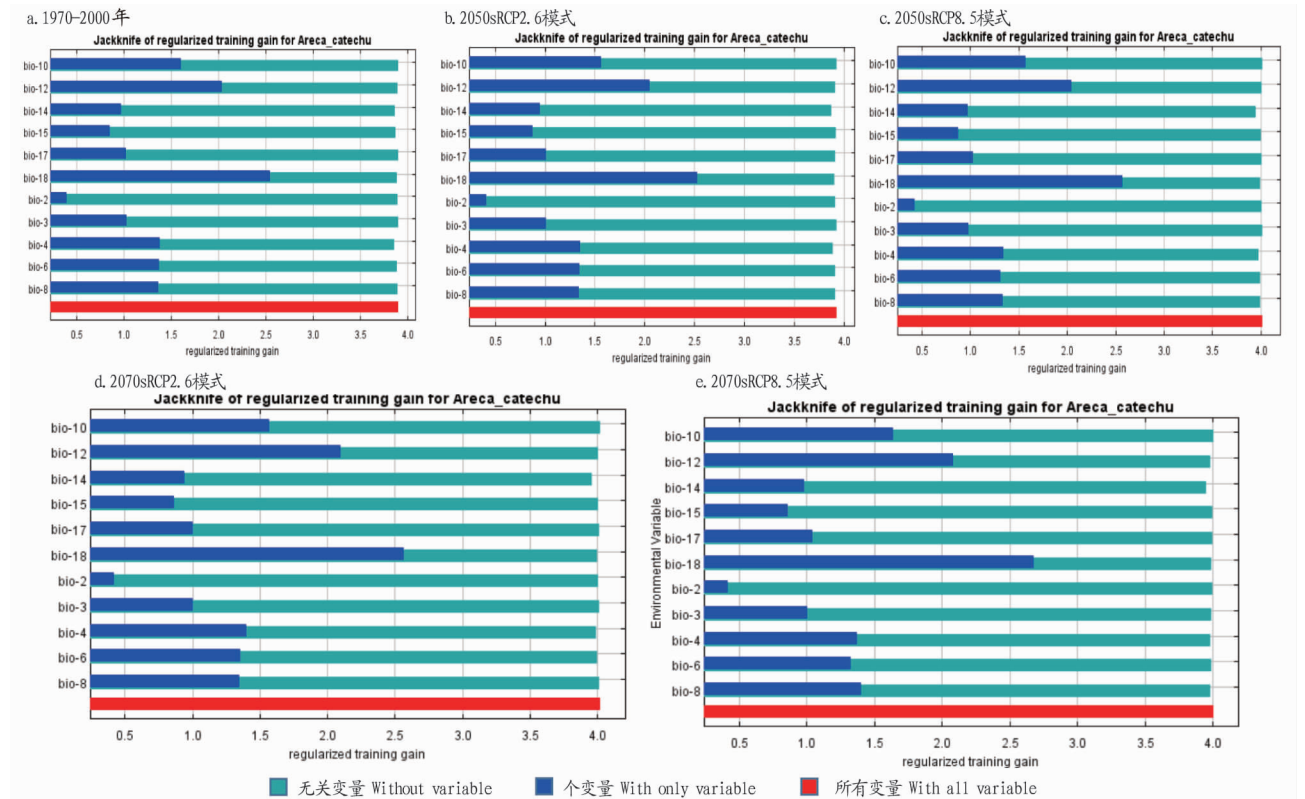 a. 1970-2000年
Jackknife of regularized training gain for Areca_catechu
bio-10
bio-12
bio-14
bio-15
bio-17
bio-18
bio-2
bio-3
bio-4
bio-6
bio-8
0.5 1.0 1.5 2.0 2.5 3.0 3.5 4.0
regularized training gain
b. 2050sRCP2.6模式
Jackknife of regularized training gain for Areca_catechu
bio-10
bio-12
bio-14
bio-15
bio-17
bio-18
bio-2
bio-3
bio-4
bio-6
bio-8
0.5 1.0 1.5 2.0 2.5 3.0 3.5 4.0
regularized training gain
c. 2050sRCP8.5模式
Jackknife of regularized training gain for Areca_catechu
bio-10
bio-12
bio-14
bio-15
bio-17
bio-18
bio-2
bio-3
bio-4
bio-6
bio-8
0.5 1.0 1.5 2.0 2.5 3.0 3.5 4.0
regularized training gain
d. 2070sRCP2.6模式
Jackknife of regularized training gain for Areca_catechu
bio-10
bio-12
bio-14
bio-15
bio-17
bio-18
bio-2
bio-3
bio-4
bio-6
bio-8
0.5 1.0 1.5 2.0 2.5 3.0 3.5 4.0
regularized training gain
e. 2070sRCP8.5模式
Jackknife of regularized training gain for Areca_catechu
Environmental Variable
bio-10
bio-12
bio-14
bio-15
bio-17
bio-18
bio-2
bio-3
bio-4
bio-6
bio-8
0.5 1.0 1.5 2.0 2.5 3.0 3.5 4.0
regularized training gain
无关变量 Without variable 个变量 With only variable 所有变量 With all variable